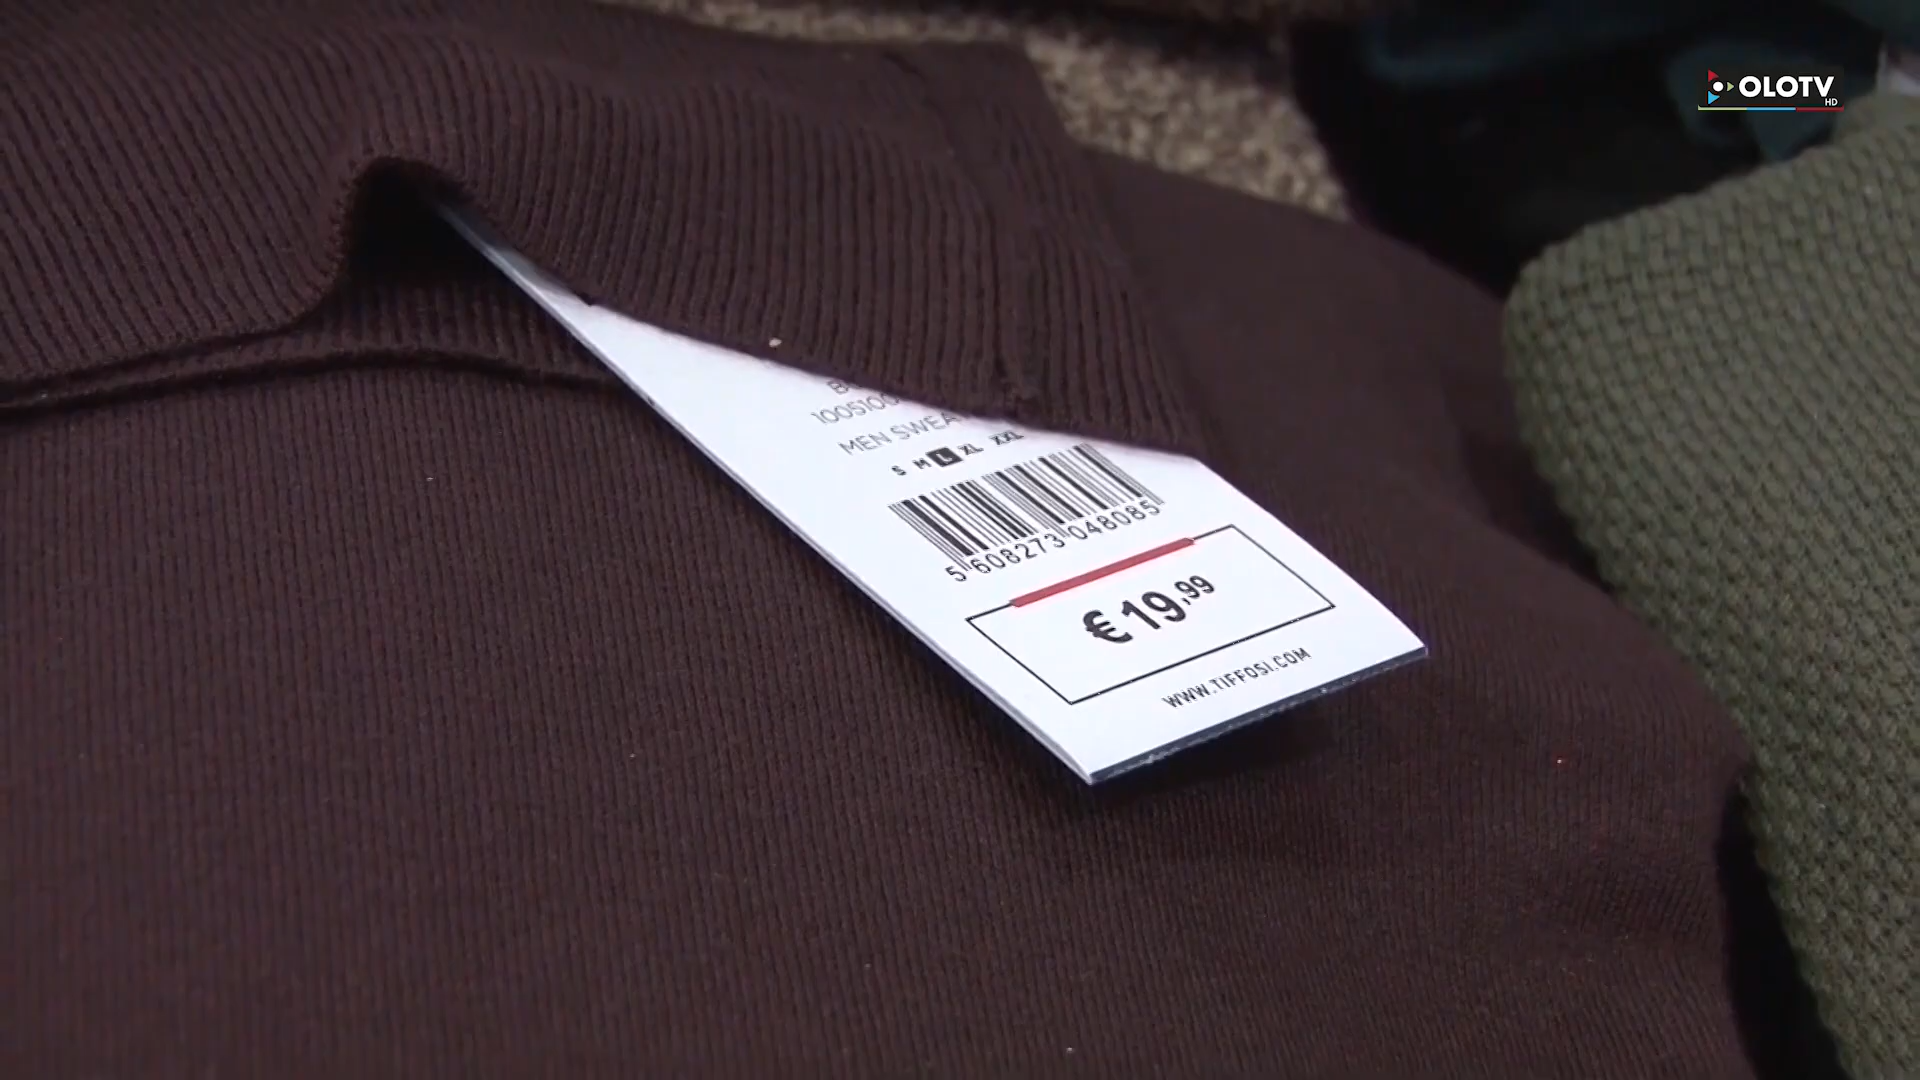 OLOTV
HD
MEN SWEA
S M L XL XXL
5 608273 048085
€19,99
WWW.TIFFOSI.COM